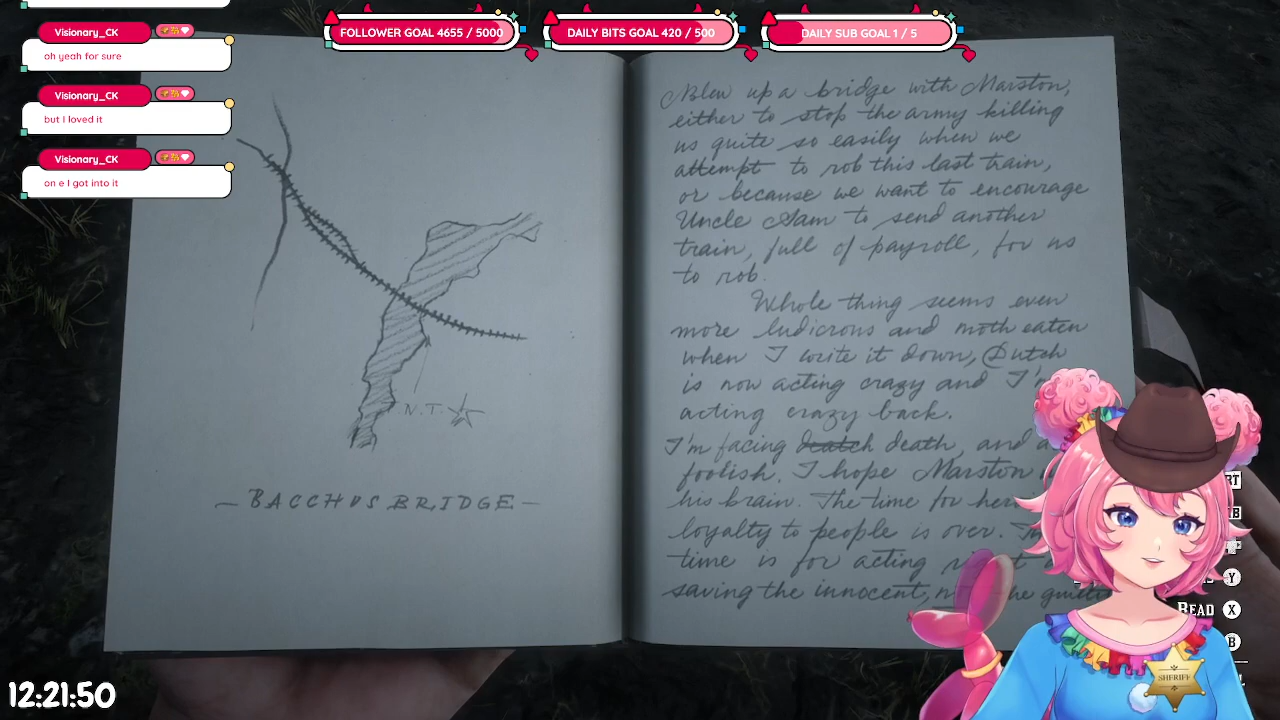 FOLLOWER GOAL 4655 / 5000
DAILY BITS GOAL 420 / 500
DAILY SUB GOAL 1 / 5
Visionary_CK
oh yeah for sure
Visionary_CK
but I loved it
Visionary_CK
on e I got into it
N.T.
— BACCHUS BRIDGE —
Blew up a bridge with Marston,
either to stop the army killing
us quite so easily when we
attempt to rob this last train,
or because we want to encourage
Uncle Sam to send another
train, full of payroll, for us
to rob.
Whole thing seems even
more ludicrous and moth eaten
when I write it down, Dutch
is now acting crazy and I'm
acting crazy back.
I'm facing death, and
foolish. I hope Marston
his brain. The time for
loyalty to people is over.
time is for acting
saving the innocent, the guilty
READ X
Y
B
SHERIFF
12:21:50